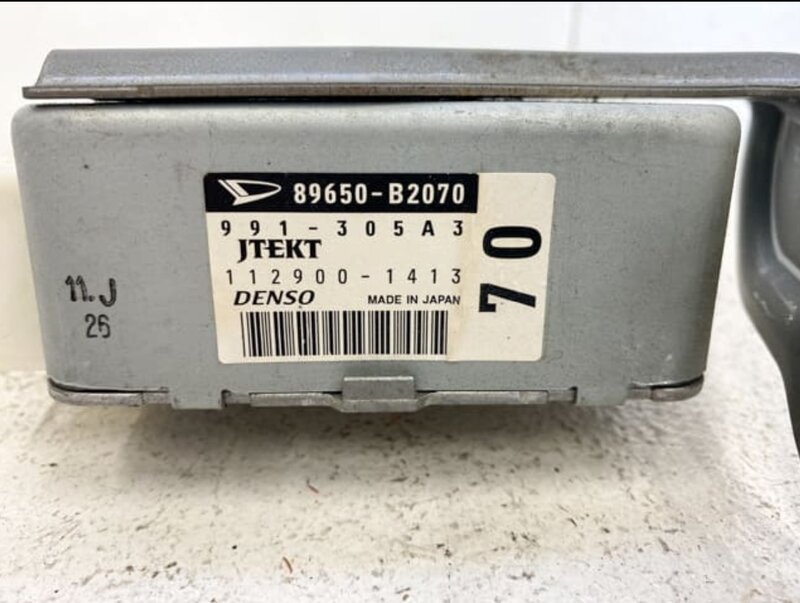 89650-B2070
991-305A3
JTEKT
112900-1413
DENSO MADE IN JAPAN
70
11.J
26